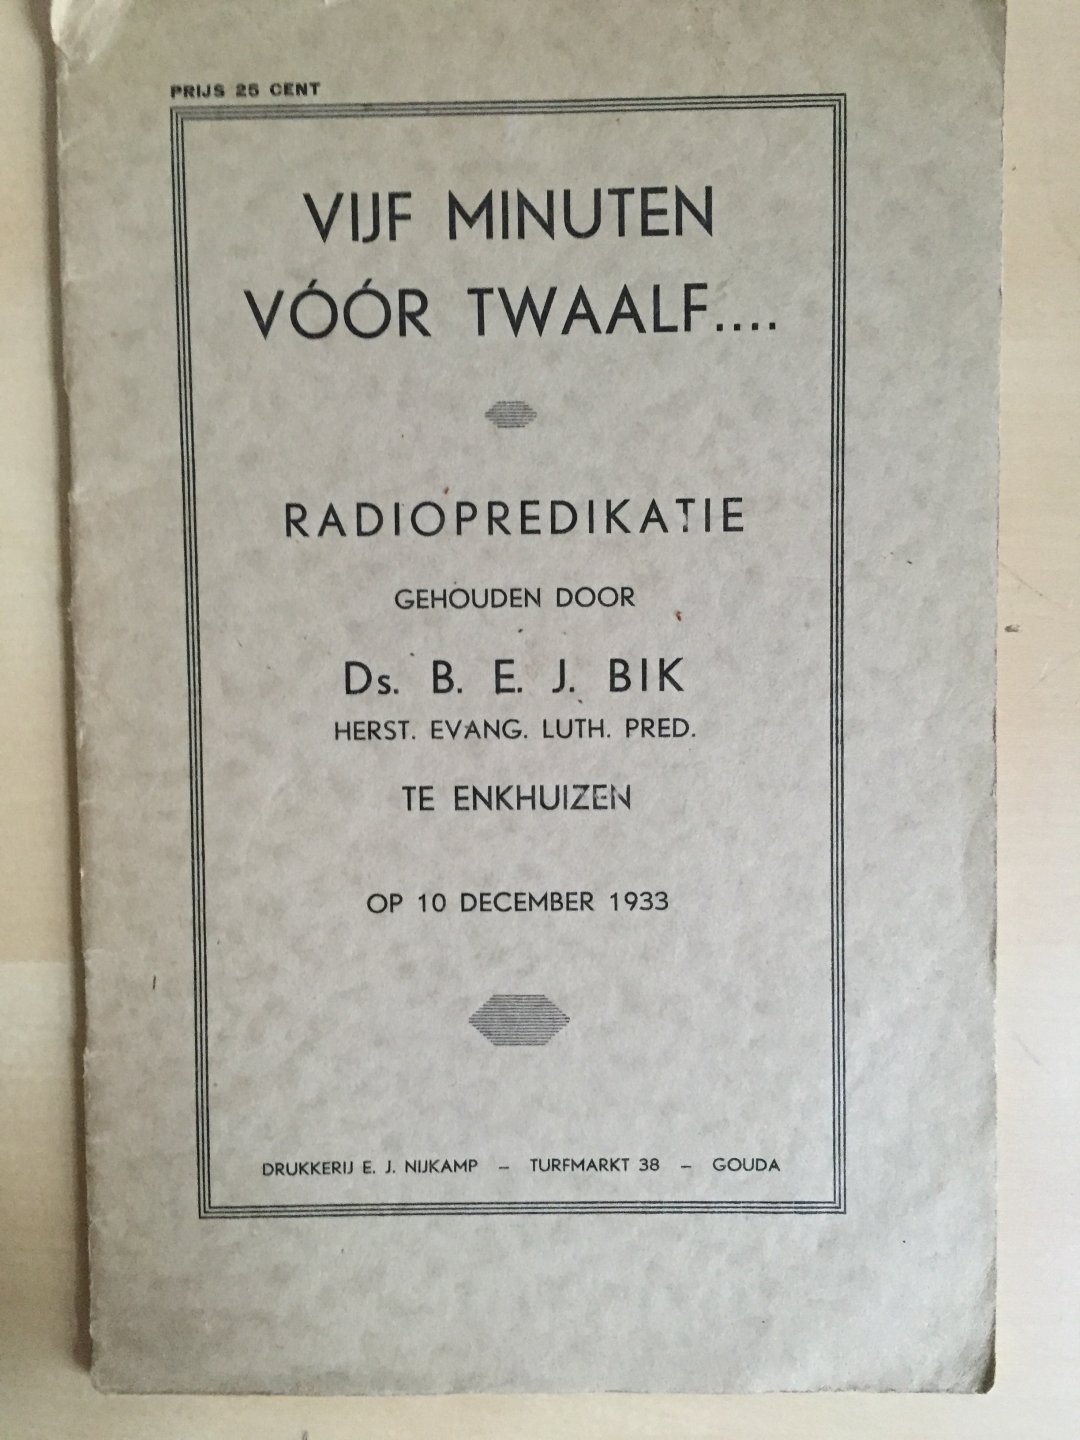 PRIJS 25 CENT
VIJF MINUTEN
VÓÓR TWAALF....
RADIOPREDIKATIE
GEHOUDEN DOOR
Ds. B. E. J. BIK
HERST. EVANG. LUTH. PRED.
TE ENKHUIZEN
OP 10 DECEMBER 1933
DRUKKERIJ E. J. NIJKAMP – TURFMARKT 38 – GOUDA